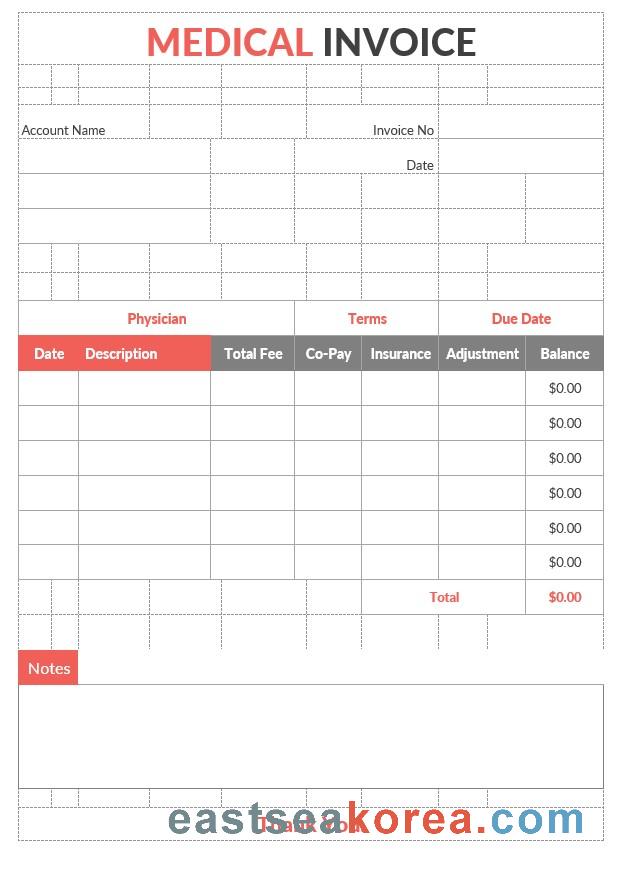 MEDICAL INVOICE
Account Name Invoice No
Date
Physician Terms Due Date
Date Description Total Fee Co-Pay Insurance Adjustment Balance
$0.00
$0.00
$0.00
$0.00
$0.00
$0.00
Total $0.00
Notes
Thank You
eastseakorea.com